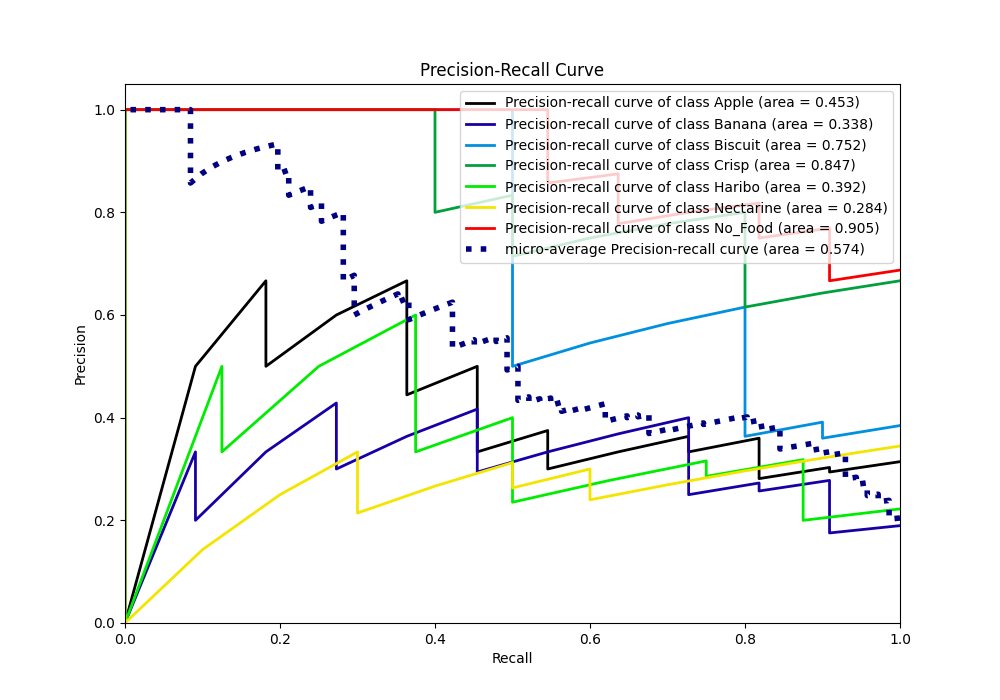 Precision-Recall Curve
Precision-recall curve of class Apple (area = 0.453)
Precision-recall curve of class Banana (area = 0.338)
Precision-recall curve of class Biscuit (area = 0.752)
Precision-recall curve of class Crisp (area = 0.847)
Precision-recall curve of class Haribo (area = 0.392)
Precision-recall curve of class Nectarine (area = 0.284)
Precision-recall curve of class No_Food (area = 0.905)
micro-average Precision-recall curve (area = 0.574)
1.0
0.8
0.6
0.4
0.2
0.0
Precision
0.0 0.2 0.4 0.6 0.8 1.0
Recall